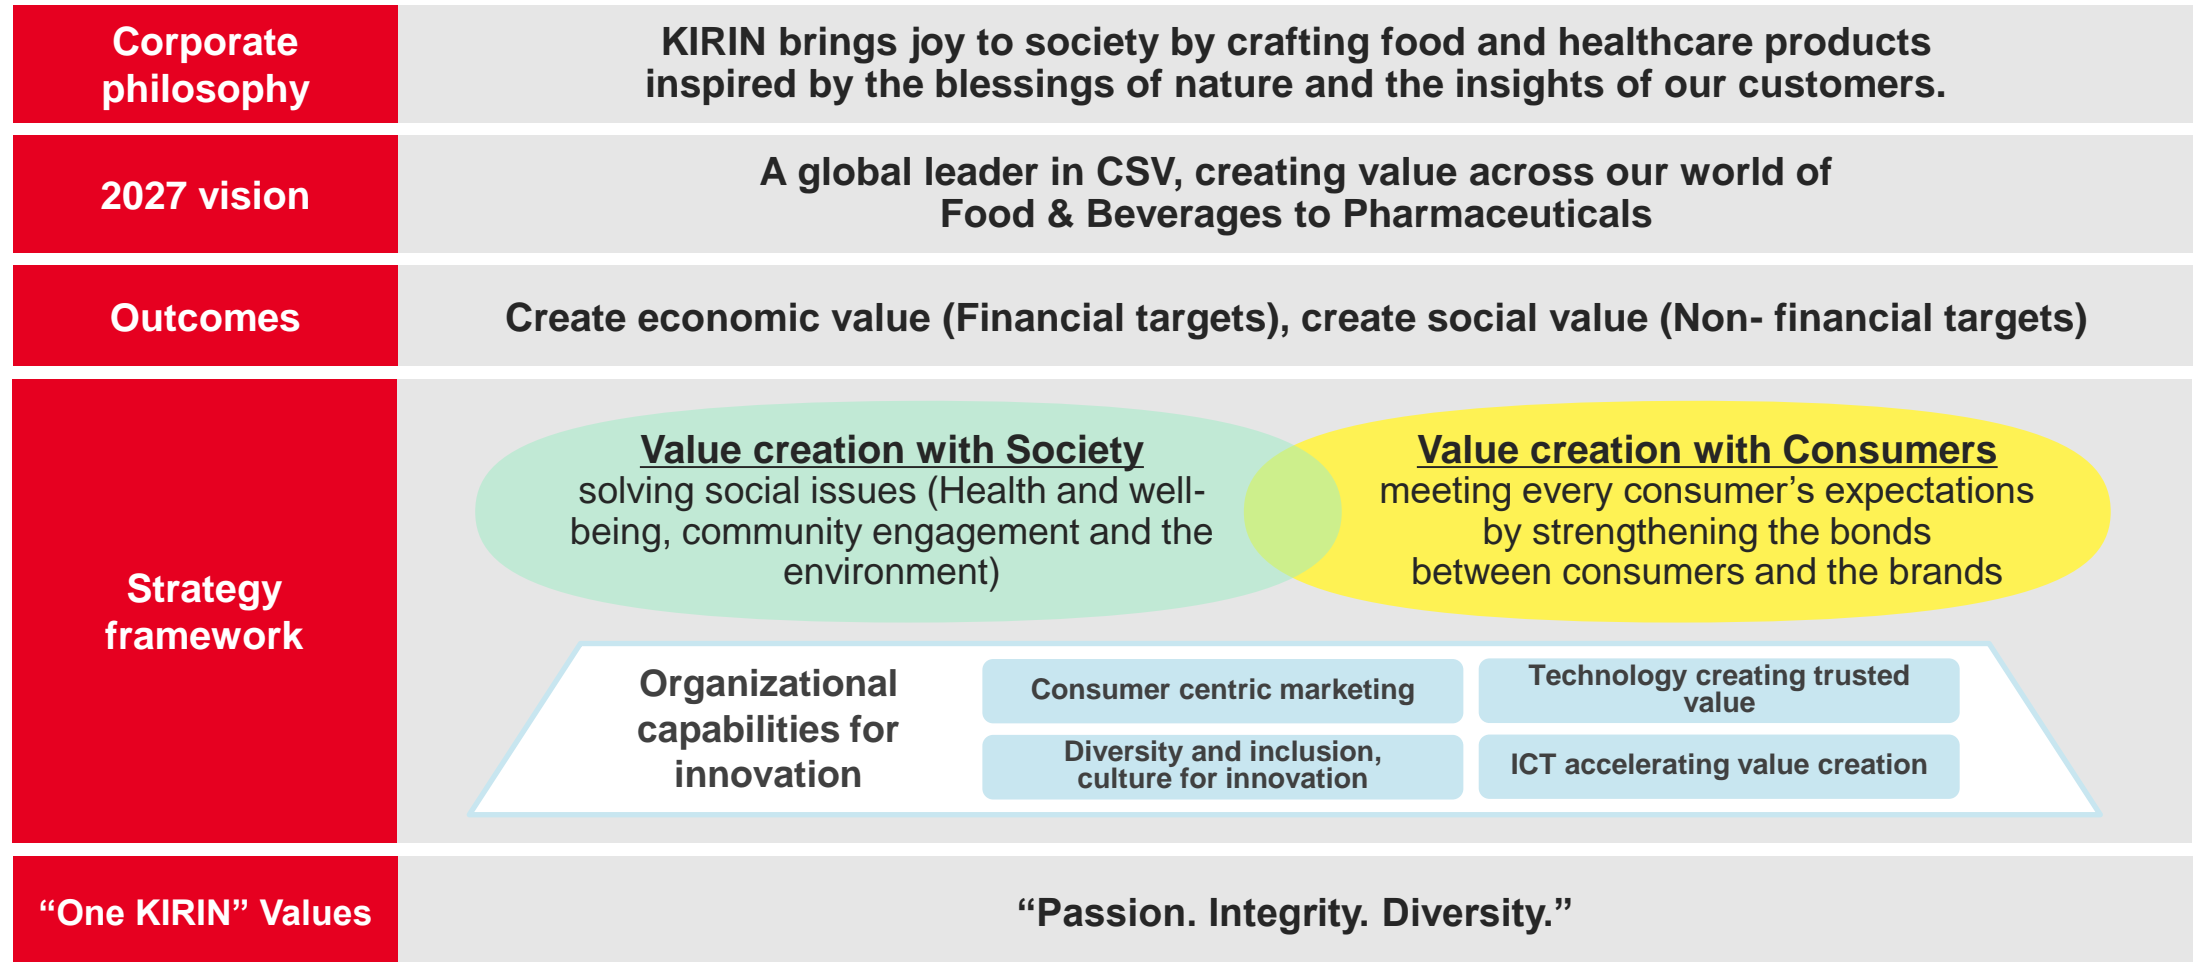 Corporate
philosophy
KIRIN brings joy to society by crafting food and healthcare products
inspired by the blessings of nature and the insights of our customers.
2027 vision
A global leader in CSV, creating value across our world of
Food & Beverages to Pharmaceuticals
Outcomes
Create economic value (Financial targets), create social value (Non- financial targets)
Strategy
framework
Value creation with Society
solving social issues (Health and well-
being, community engagement and the
environment)
Value creation with Consumers
meeting every consumer’s expectations
by strengthening the bonds
between consumers and the brands
Organizational
capabilities for
innovation
Consumer centric marketing
Technology creating trusted
value
Diversity and inclusion,
culture for innovation
ICT accelerating value creation
“One KIRIN” Values
“Passion. Integrity. Diversity.”